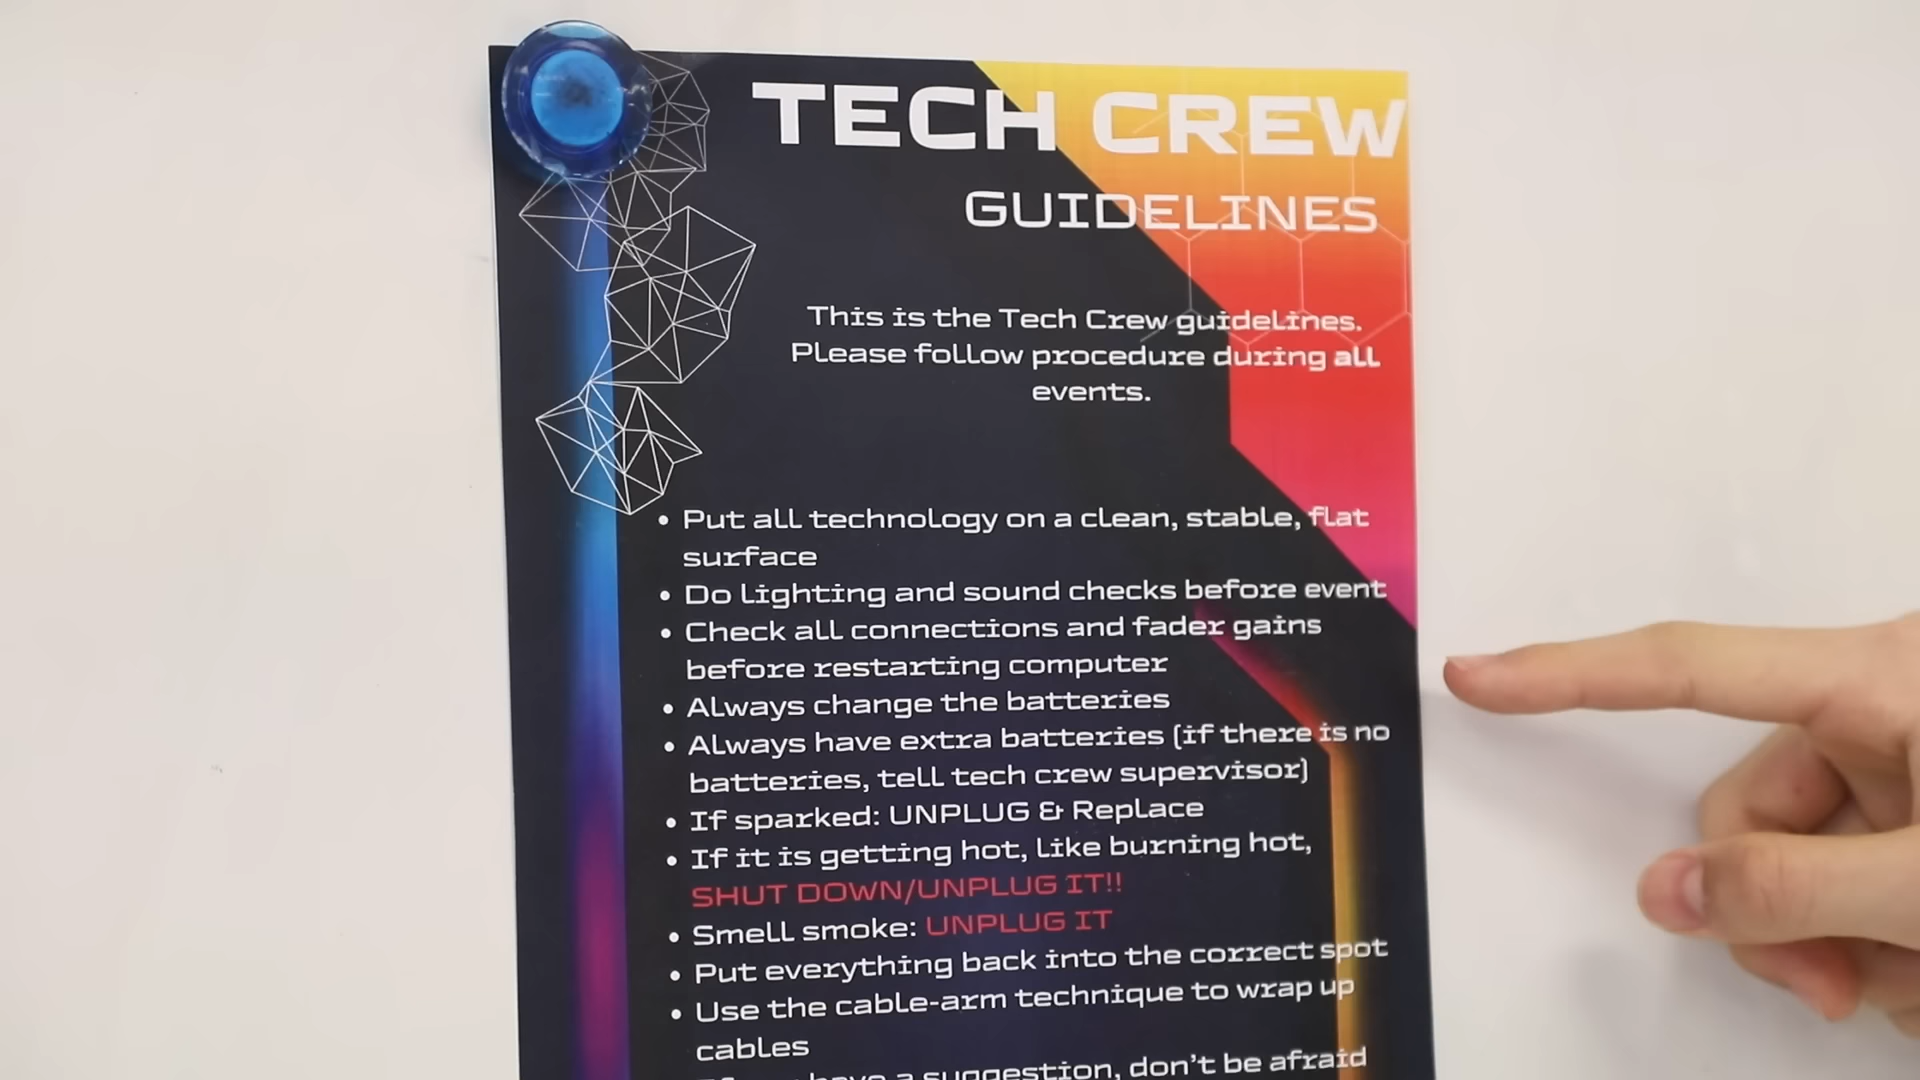 TECH CREW
GUIDELINES
This is the Tech Crew guidelines.
Please follow procedure during all
events.
• Put all technology on a clean, stable, flat
surface
• Do lighting and sound checks before event
• Check all connections and fader gains
before restarting computer
• Always change the batteries
• Always have extra batteries (if there is no
batteries, tell tech crew supervisor)
• If sparked: UNPLUG & Replace
• If it is getting hot, like burning hot,
SHUT DOWN/UNPLUG IT!!
• Smell smoke: UNPLUG IT
• Put everything back into the correct spot
• Use the cable-arm technique to wrap up
cables
have a suggestion, don't be afraid